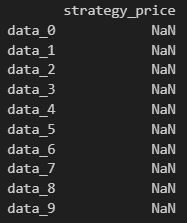 strategy_price
data_0 NaN
data_1 NaN
data_2 NaN
data_3 NaN
data_4 NaN
data_5 NaN
data_6 NaN
data_7 NaN
data_8 NaN
data_9 NaN